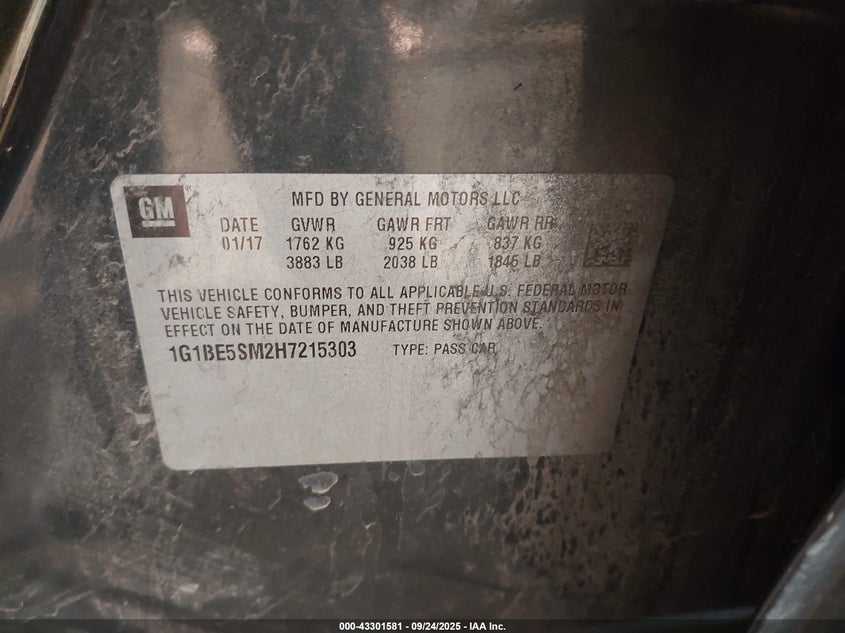 GM
MFD BY GENERAL MOTORS LLC
DATE GVWR GAWR FRT GAWR RR
01/17 1762 KG 925 KG 837 KG
3883 LB 2038 LB 1845 LB
THIS VEHICLE CONFORMS TO ALL APPLICABLE U.S. FEDERAL MOTOR
VEHICLE SAFETY, BUMPER, AND THEFT PREVENTION STANDARDS IN
EFFECT ON THE DATE OF MANUFACTURE SHOWN ABOVE.
1G1BE5SM2H7215303 TYPE: PASS CAR
000-43301581 - 09/24/2025 - IAA Inc.